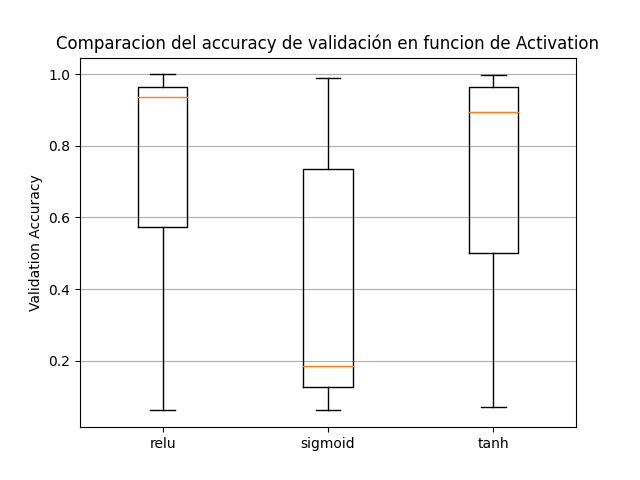 Comparacion del accuracy de validación en funcion de Activation
1.0
0.8
0.6
0.4
0.2
Validation Accuracy
relu
sigmoid
tanh